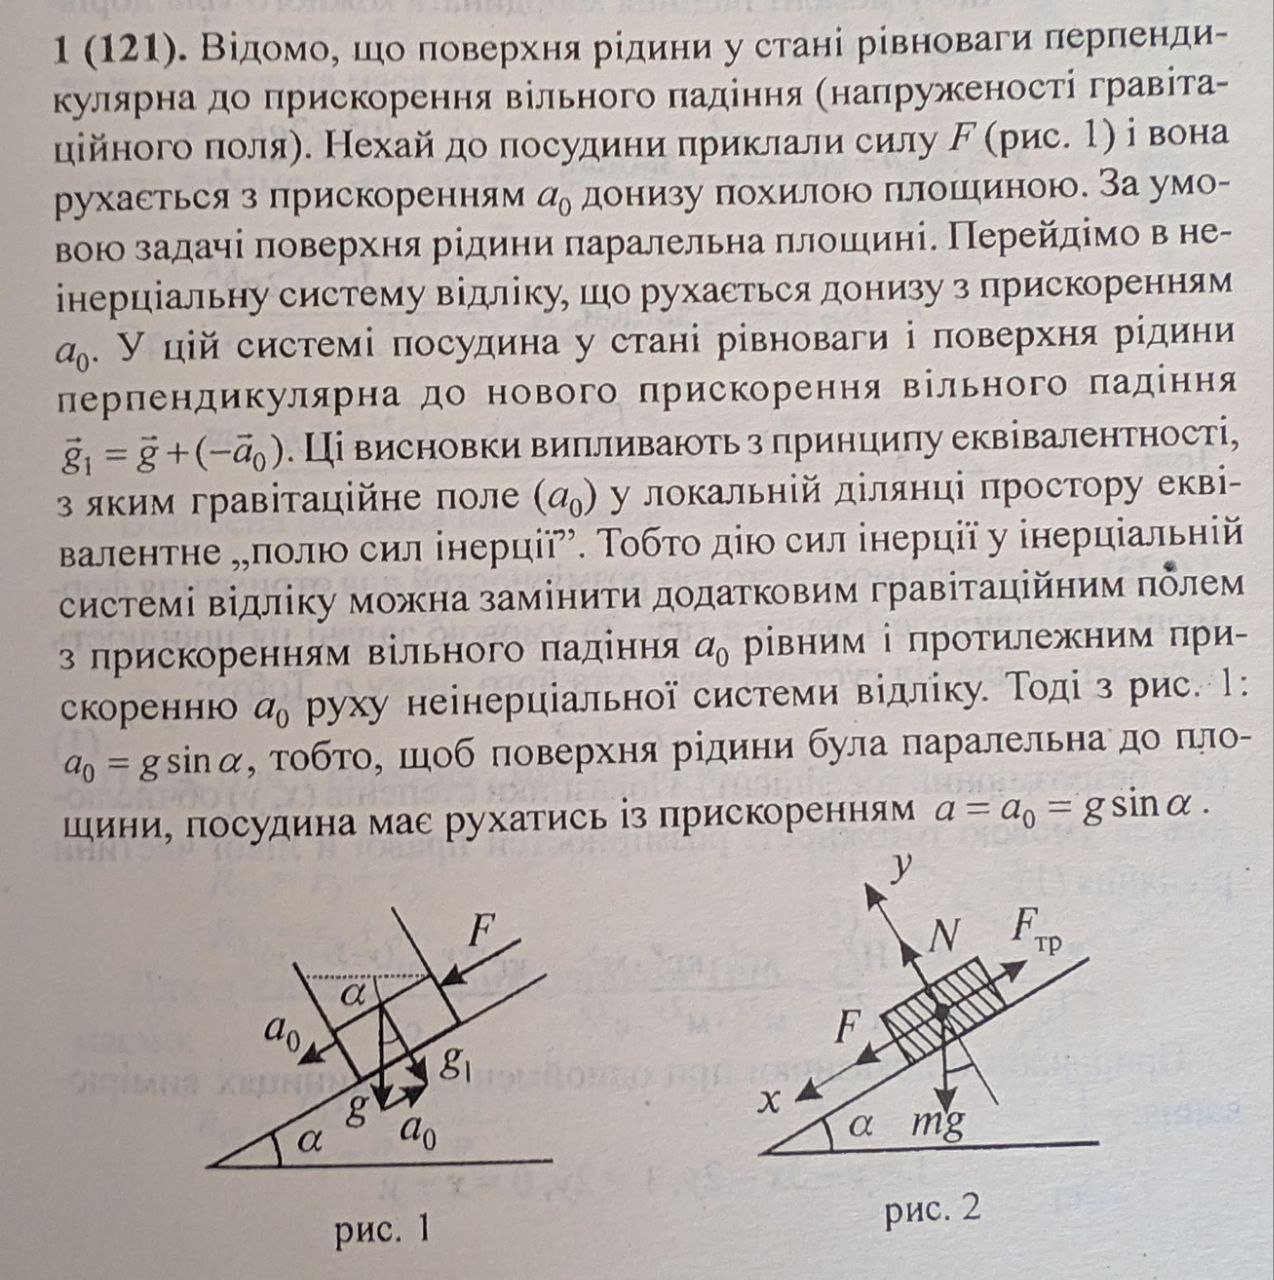 1 (121). Відомо, що поверхня рідини у стані рівноваги перпенди-
кулярна до прискорення вільного падіння (напруженості гравіта-
ційного поля). Нехай до посудини приклали силу F (рис. 1) і вона
рухається з прискоренням a₀ донизу похилою площиною. За умо-
вою задачі поверхня рідини паралельна площині. Перейдімо в не-
інерціальну систему відліку, що рухається донизу з прискоренням
a₀. У цій системі посудина у стані рівноваги і поверхня рідини
перпендикулярна до нового прискорення вільного падіння
g⃗₁ = g⃗ + (−a⃗₀). Ці висновки випливають з принципу еквівалентності,
з яким гравітаційне поле (a₀) у локальній ділянці простору екві-
валентне „полю сил інерції”. Тобто дію сил інерції у інерціальній
системі відліку можна замінити додатковим гравітаційним полем
з прискоренням вільного падіння a₀ рівним і протилежним при-
скоренню a₀ руху неінерціальної системи відліку. Тоді з рис. 1:
a₀ = g sin α, тобто, щоб поверхня рідини була паралельна до пло-
щини, посудина має рухатись із прискоренням a = a₀ = g sin α.
F
α
a₀
g₁
g
a₀
α
рис. 1
y
N
Fтр
F
x
α
mg
рис. 2